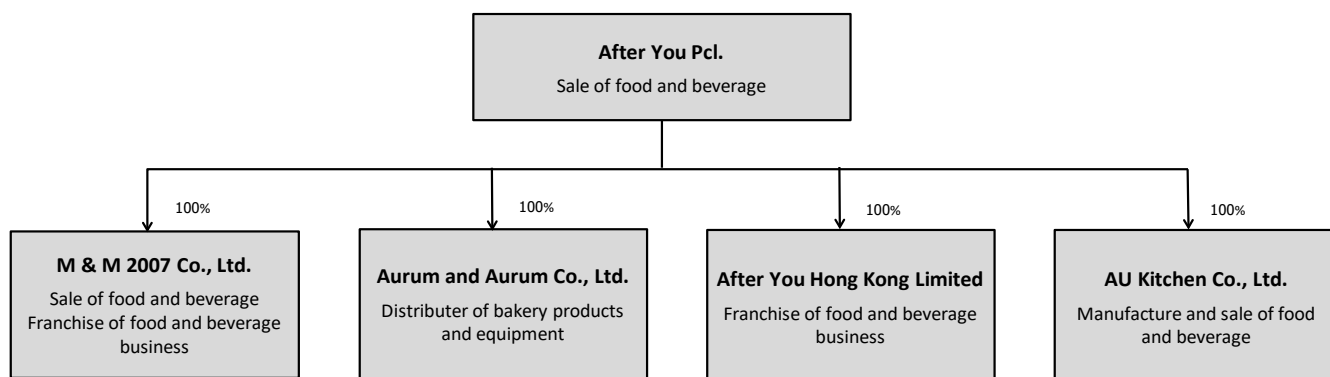 After You Pcl.
Sale of food and beverage
100%
100%
100%
100%
M & M 2007 Co., Ltd.
Sale of food and beverage
Franchise of food and beverage
business
Aurum and Aurum Co., Ltd.
Distributer of bakery products
and equipment
After You Hong Kong Limited
Franchise of food and beverage
business
AU Kitchen Co., Ltd.
Manufacture and sale of food
and beverage